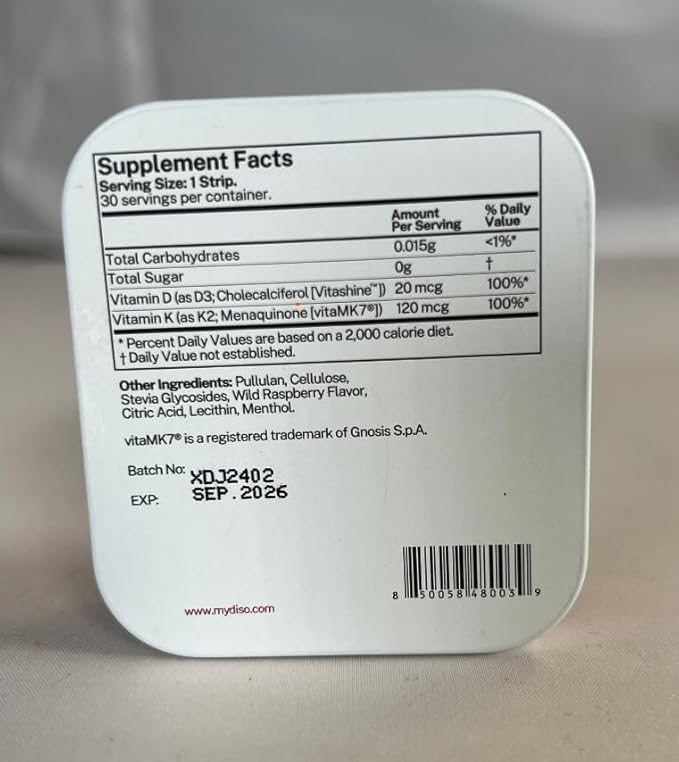 Supplement Facts
Serving Size: 1 Strip.
30 servings per container.
Amount Per Serving % Daily Value
Total Carbohydrates 0.015g <1%*
Total Sugar 0g †
Vitamin D (as D3; Cholecalciferol [Vitashine™]) 20 mcg 100%*
Vitamin K (as K2; Menaquinone [vitaMK7®]) 120 mcg 100%*
* Percent Daily Values are based on a 2,000 calorie diet.
† Daily Value not established.
Other Ingredients: Pullulan, Cellulose,
Stevia Glycosides, Wild Raspberry Flavor,
Citric Acid, Lecithin, Menthol.
vitaMK7® is a registered trademark of Gnosis S.p.A.
Batch No: XDJ2402
EXP: SEP.2026
8 50058 48003 9
www.mydiso.com